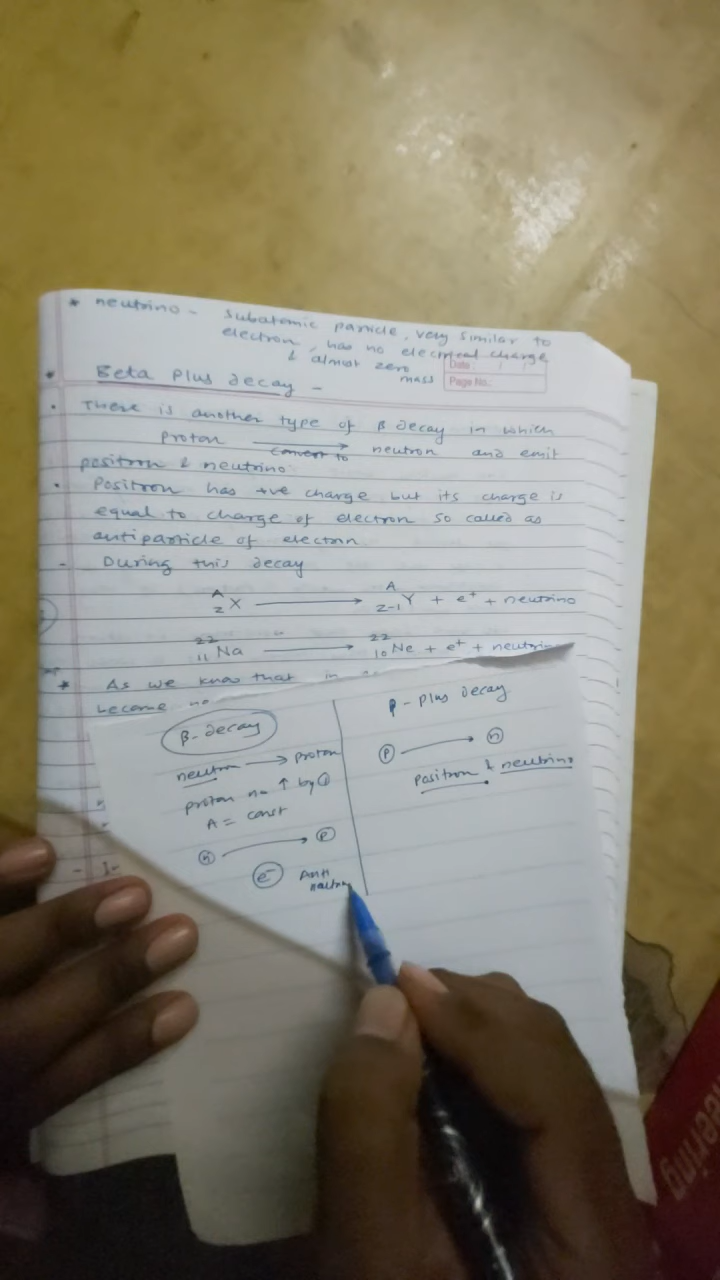 * neutrino - Subatomic particle, very similar to
electron, has no electrical charge
& almost zero
mass
Date: / /
Page No.:
* Beta Plus decay -
• There is another type of β decay in which
proton → neutron and emit
convert to
positron & neutrino
• Positron has +ve charge but its charge is
equal to charge of electron so called as
antiparticle of electron
- During this decay
A Z X → A Z-1 Y + e+ + neutrino
22 11 Na → 22 10 Ne + e+ + neutrino
* As we know that in
become
β- decay
neutron → proton
proton no ↑ by 1
A = const
n → p
e- Anti
β- Plus decay
p → n
positron & neutrino
eering